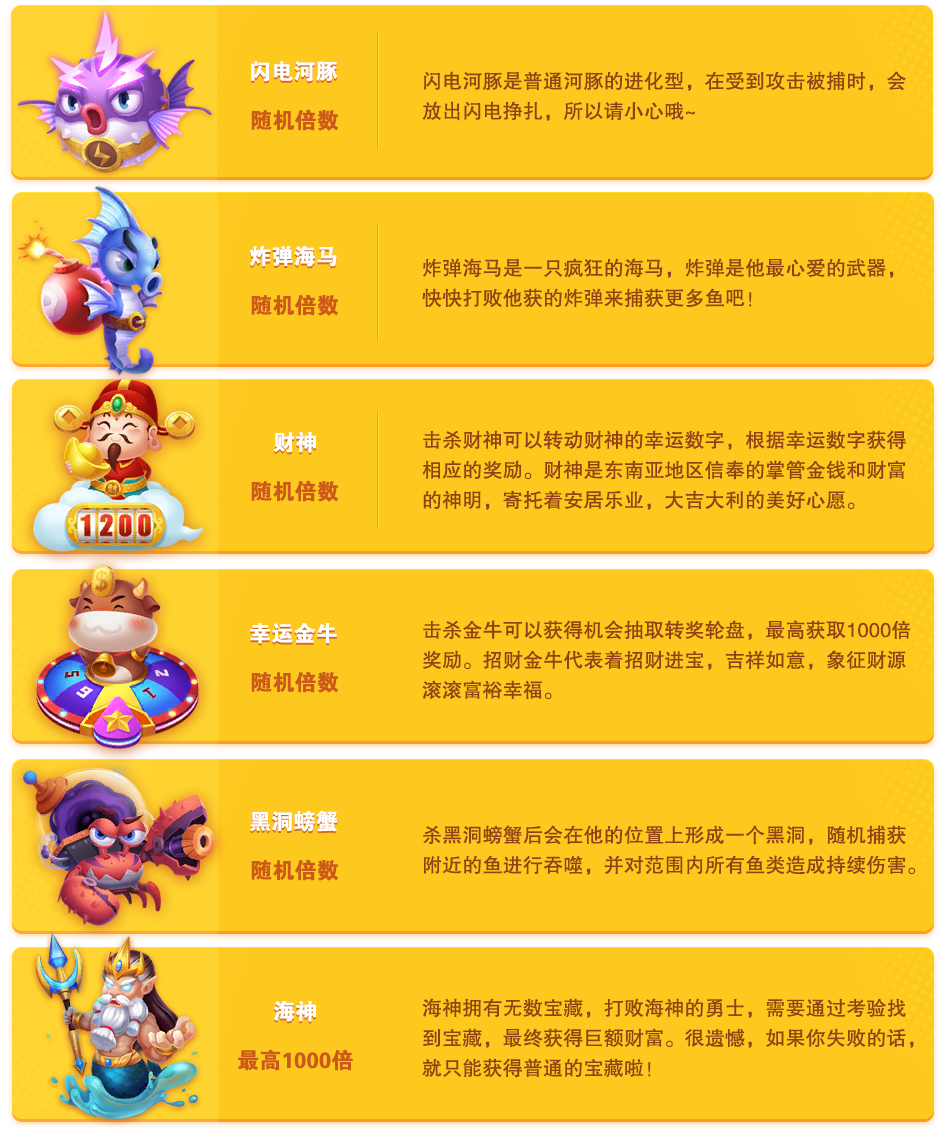 闪电河豚
随机倍数
闪电河豚是普通河豚的进化型，在受到攻击被捕时，会
放出闪电挣扎，所以请小心哦~
炸弹海马
随机倍数
炸弹海马是一只疯狂的海马，炸弹是他最心爱的武器，
快快打败他获的炸弹来捕获更多鱼吧！
财神
随机倍数
击杀财神可以转动财神的幸运数字，根据幸运数字获得
相应的奖励。财神是东南亚地区信奉的掌管金钱和财富
的神明，寄托着安居乐业，大吉大利的美好心愿。
1200
幸运金牛
随机倍数
击杀金牛可以获得机会抽取转奖轮盘，最高获取1000倍
奖励。招财金牛代表着招财进宝，吉祥如意，象征财源
滚滚富裕幸福。
黑洞螃蟹
随机倍数
杀黑洞螃蟹后会在他的位置上形成一个黑洞，随机捕获
附近的鱼进行吞噬，并对范围内所有鱼类造成持续伤害。
海神
最高1000倍
海神拥有无数宝藏，打败海神的勇士，需要通过考验找
到宝藏，最终获得巨额财富。很遗憾，如果你失败的话，
就只能获得普通的宝藏啦！